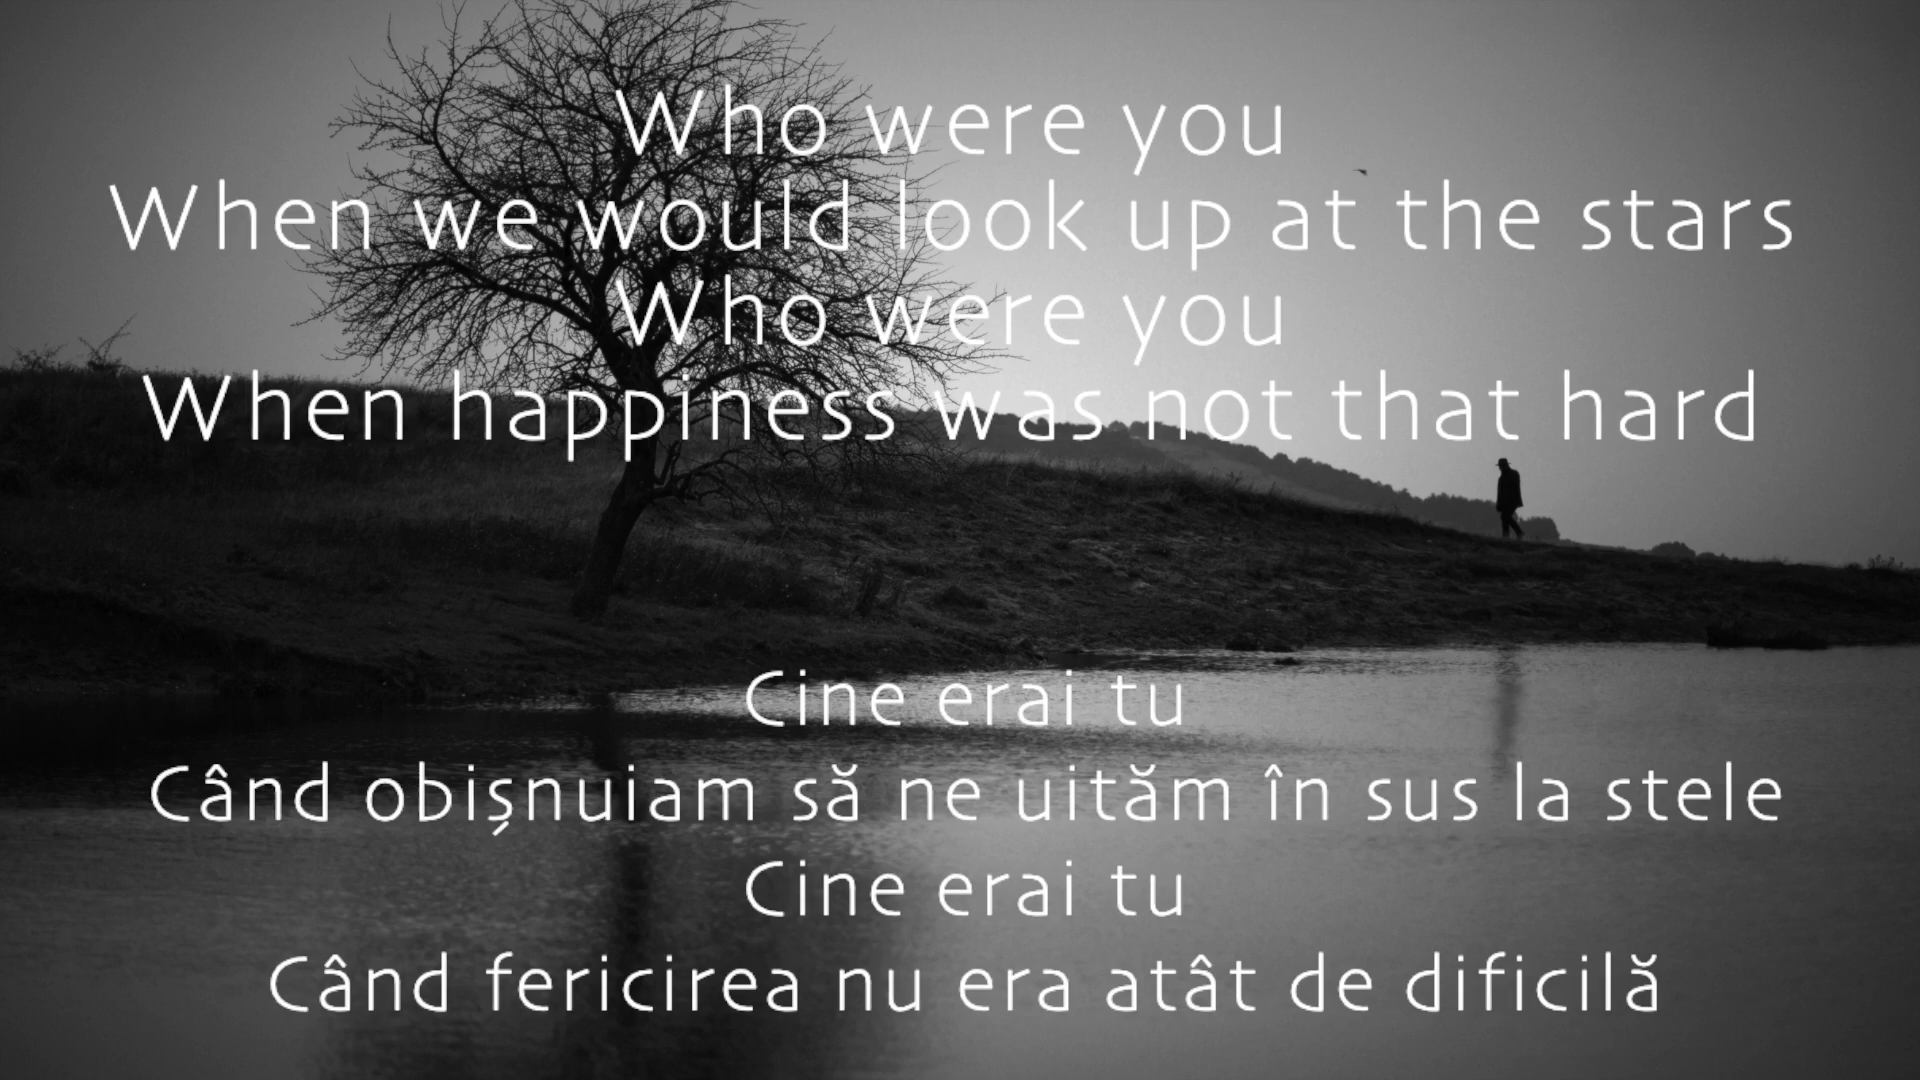 Who were you
When we would look up at the stars
Who were you
When happiness was not that hard
Cine erai tu
Când obișnuiam să ne uităm în sus la stele
Cine erai tu
Când fericirea nu era atât de dificilă